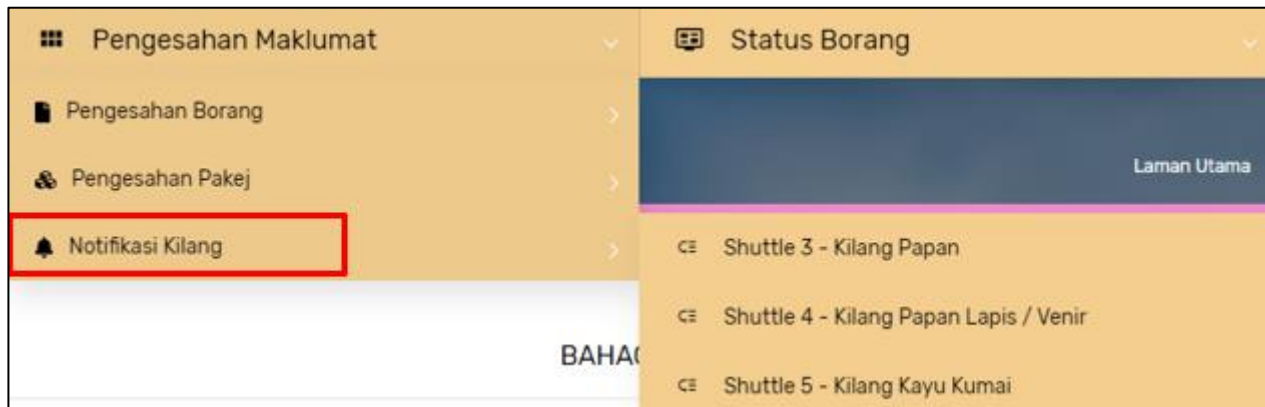 Pengesahan Maklumat
Status Borang
Pengesahan Borang
Pengesahan Pakej
Laman Utama
Notifikasi Kilang
Shuttle 3 - Kilang Papan
Shuttle 4 - Kilang Papan Lapis / Venir
BAHA
Shuttle 5 - Kilang Kayu Kumai